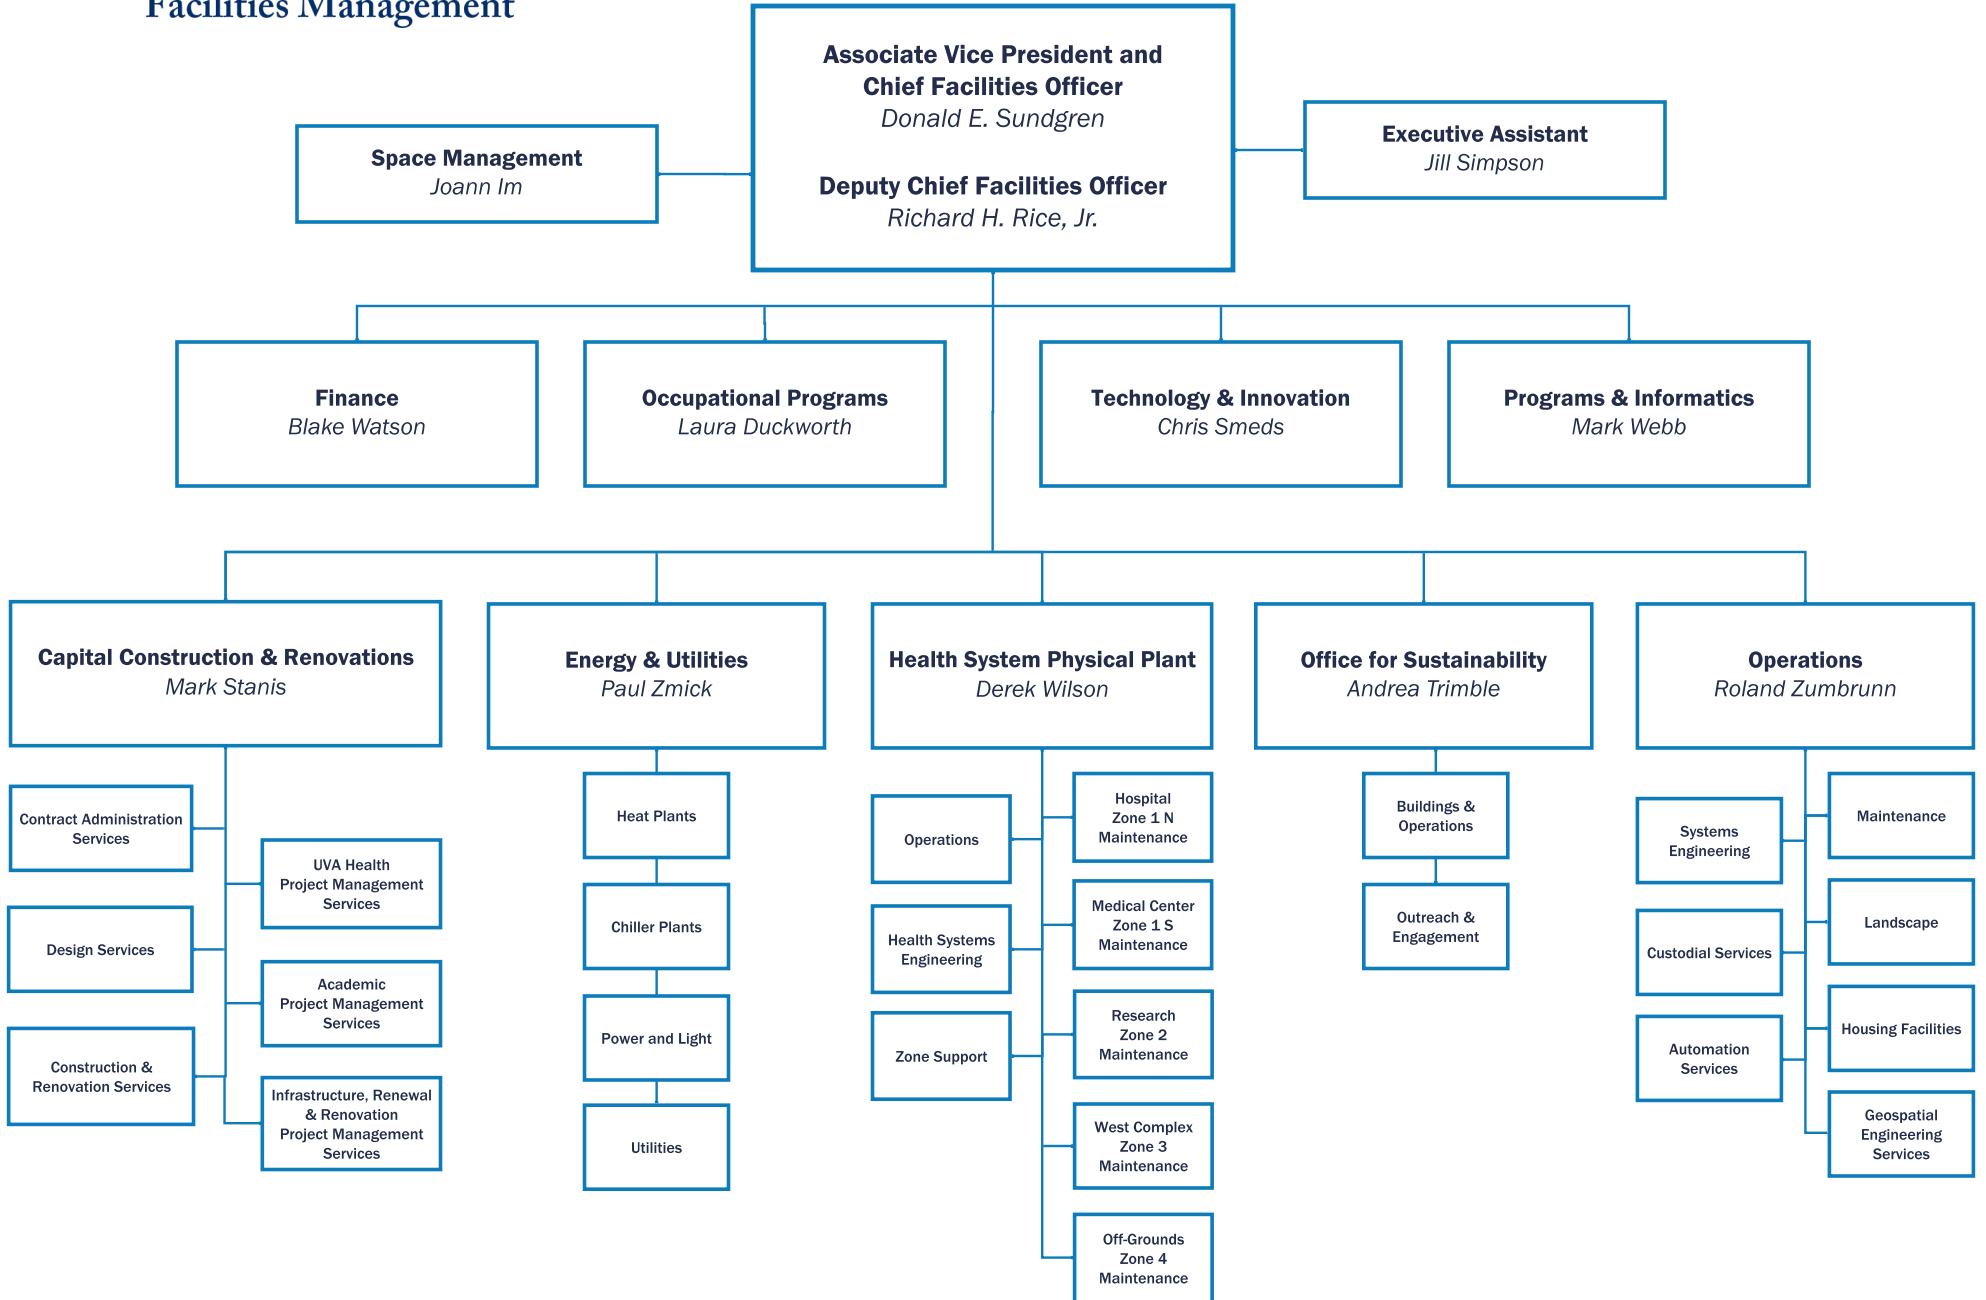 Facilities Management
Associate Vice President and
Chief Facilities Officer
Donald E. Sundgren
Deputy Chief Facilities Officer
Richard H. Rice, Jr.
Space Management
Joann Im
Executive Assistant
Jill Simpson
Finance
Blake Watson
Occupational Programs
Laura Duckworth
Technology & Innovation
Chris Smeds
Programs & Informatics
Mark Webb
Capital Construction & Renovations
Mark Stanis
Energy & Utilities
Paul Zmick
Health System Physical Plant
Derek Wilson
Office for Sustainability
Andrea Trimble
Operations
Roland Zumbrunn
Contract Administration
Services
Design Services
Construction &
Renovation Services
UVA Health
Project Management
Services
Academic
Project Management
Services
Infrastructure, Renewal
& Renovation
Project Management
Services
Heat Plants
Chiller Plants
Power and Light
Utilities
Operations
Health Systems
Engineering
Zone Support
Hospital
Zone 1 N
Maintenance
Medical Center
Zone 1 S
Maintenance
Research
Zone 2
Maintenance
West Complex
Zone 3
Maintenance
Off-Grounds
Zone 4
Maintenance
Buildings &
Operations
Outreach &
Engagement
Systems
Engineering
Custodial Services
Automation
Services
Maintenance
Landscape
Housing Facilities
Geospatial
Engineering
Services